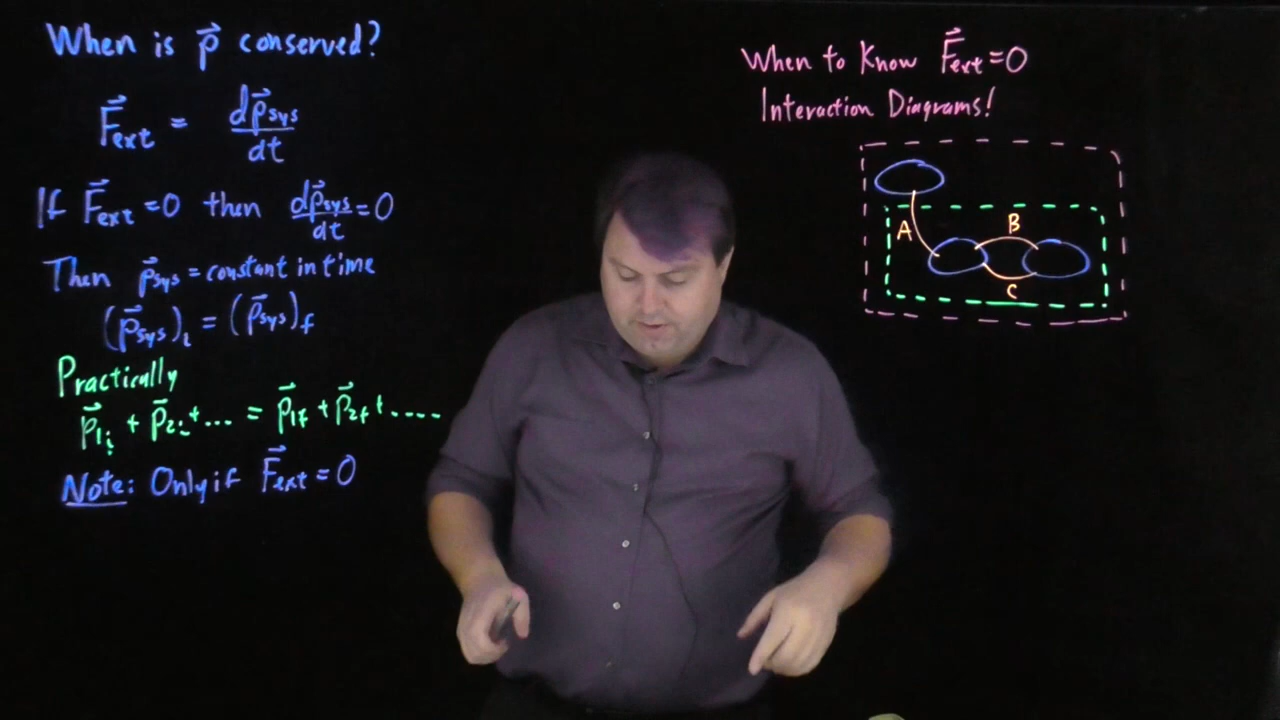 When is p⃗ conserved?
F⃗ext = dp⃗sys/dt
If F⃗ext = 0 then dp⃗sys/dt = 0
Then p⃗sys = constant in time
(p⃗sys)i = (p⃗sys)f
Practically
p⃗1i + p⃗2i + ... = p⃗1f + p⃗2f + ....
Note: Only if F⃗ext = 0
When to Know F⃗ext = 0
Interaction Diagrams!
A
B
C